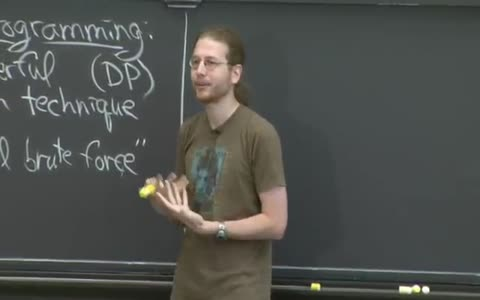 ogramming:
erful (DP)
n technique
l brute force"